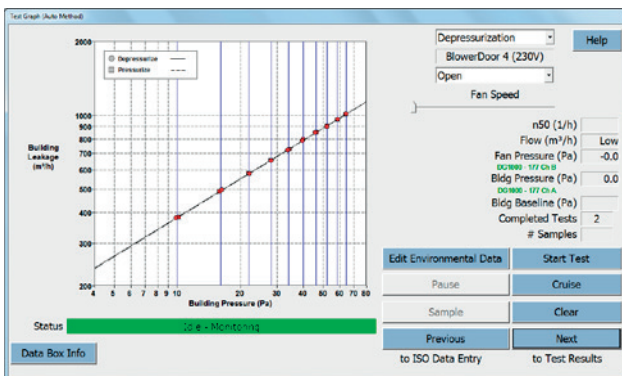 Test Graph (Auto Method)
Depressurize
Pressurize
2000
1000
900
800
700
600
500
400
300
200
Building
Leakage
(m³/h)
4 5 6 7 8 9 10 20 30 40 50 60 70 80
Building Pressure (Pa)
Status
Idle - Monitoring
Data Box Info
Depressurization
Help
BlowerDoor 4 (230V)
Open
Fan Speed
n50 (1/h)
Flow (m³/h) Low
Fan Pressure (Pa) -0.0
DG1000 - 177 Ch B
Bldg Pressure (Pa) 0.0
DG1000 - 177 Ch A
Bldg Baseline (Pa)
Completed Tests 2
# Samples
Edit Environmental Data Start Test
Pause Cruise
Sample Clear
Previous Next
to ISO Data Entry to Test Results